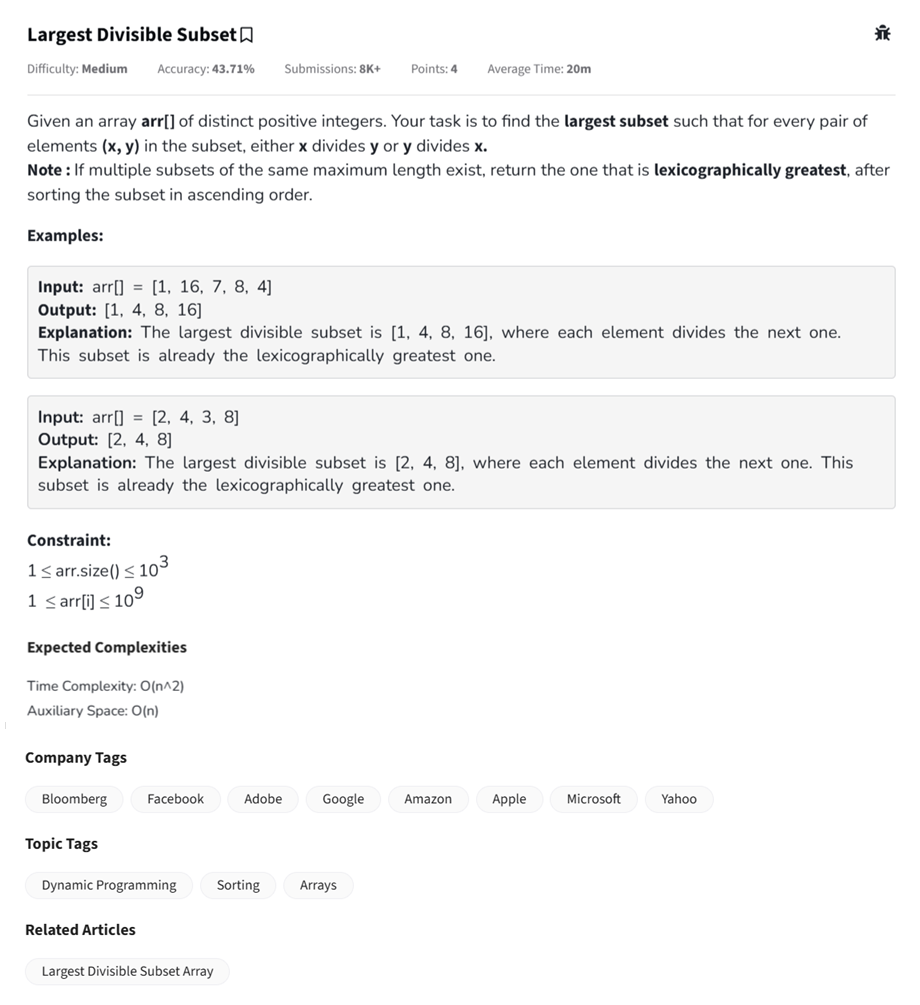 Largest Divisible Subset
Difficulty: Medium Accuracy: 43.71% Submissions: 8K+ Points: 4 Average Time: 20m
Given an array arr[] of distinct positive integers. Your task is to find the largest subset such that for every pair of
elements (x, y) in the subset, either x divides y or y divides x.
Note : If multiple subsets of the same maximum length exist, return the one that is lexicographically greatest, after
sorting the subset in ascending order.
Examples:
Input: arr[] = [1, 16, 7, 8, 4]
Output: [1, 4, 8, 16]
Explanation: The largest divisible subset is [1, 4, 8, 16], where each element divides the next one.
This subset is already the lexicographically greatest one.
Input: arr[] = [2, 4, 3, 8]
Output: [2, 4, 8]
Explanation: The largest divisible subset is [2, 4, 8], where each element divides the next one. This
subset is already the lexicographically greatest one.
Constraint:
1 ≤ arr.size() ≤ 10³
1 ≤ arr[i] ≤ 10⁹
Expected Complexities
Time Complexity: O(n^2)
Auxiliary Space: O(n)
Company Tags
Bloomberg Facebook Adobe Google Amazon Apple Microsoft Yahoo
Topic Tags
Dynamic Programming Sorting Arrays
Related Articles
Largest Divisible Subset Array